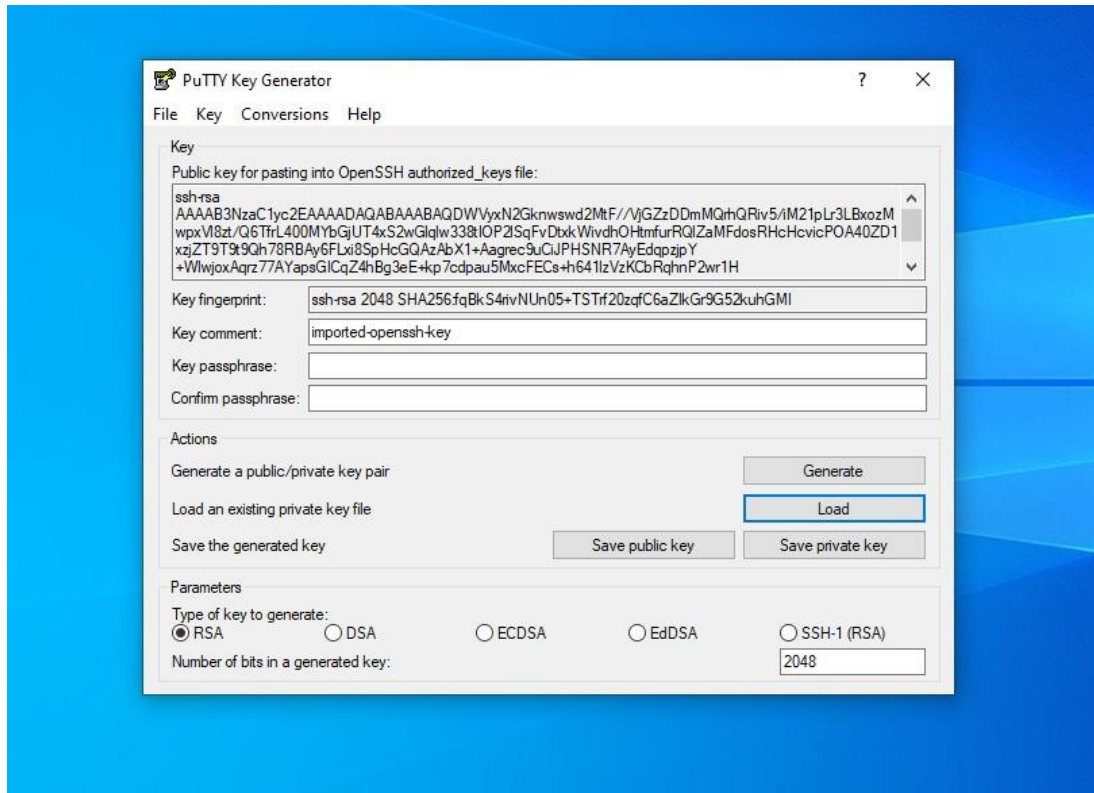 PuTTY Key Generator
? ×
File Key Conversions Help
Key
Public key for pasting into OpenSSH authorized_keys file:
ssh-rsa
AAAAB3NzaC1yc2EAAAADAQABAAABAQDWVyxN2Gknwswd2MtF//VjGZzDDmMQrhQRiv5/iM21pLr3LBxozM
wpxVl8zt/Q6TfrL400MYbGjUT4xS2wGlqIw338tIOP2lSqFvDtxkWivdhOHtmfurRQIZaMFdosRHcHcvicPOA40ZD1
xzjZT9T9t9Qh78RBAy6FLxi8SpHcGQAzAbX1+Aagrec9uCiJPHSNR7AyEdqpzjpY
+WlwjoxAqrz77AYapsGlCqZ4hBg3eE+kp7cdpau5MxcFECs+h641lzVzKCbRqhnP2wr1H
Key fingerprint: ssh-rsa 2048 SHA256:fqBkS4rivNUn05+TSTrf20zqfC6aZlkGr9G52kuhGMI
Key comment: imported-openssh-key
Key passphrase:
Confirm passphrase:
Actions
Generate a public/private key pair Generate
Load an existing private key file Load
Save the generated key Save public key Save private key
Parameters
Type of key to generate:
RSA DSA ECDSA EdDSA SSH-1 (RSA)
Number of bits in a generated key: 2048